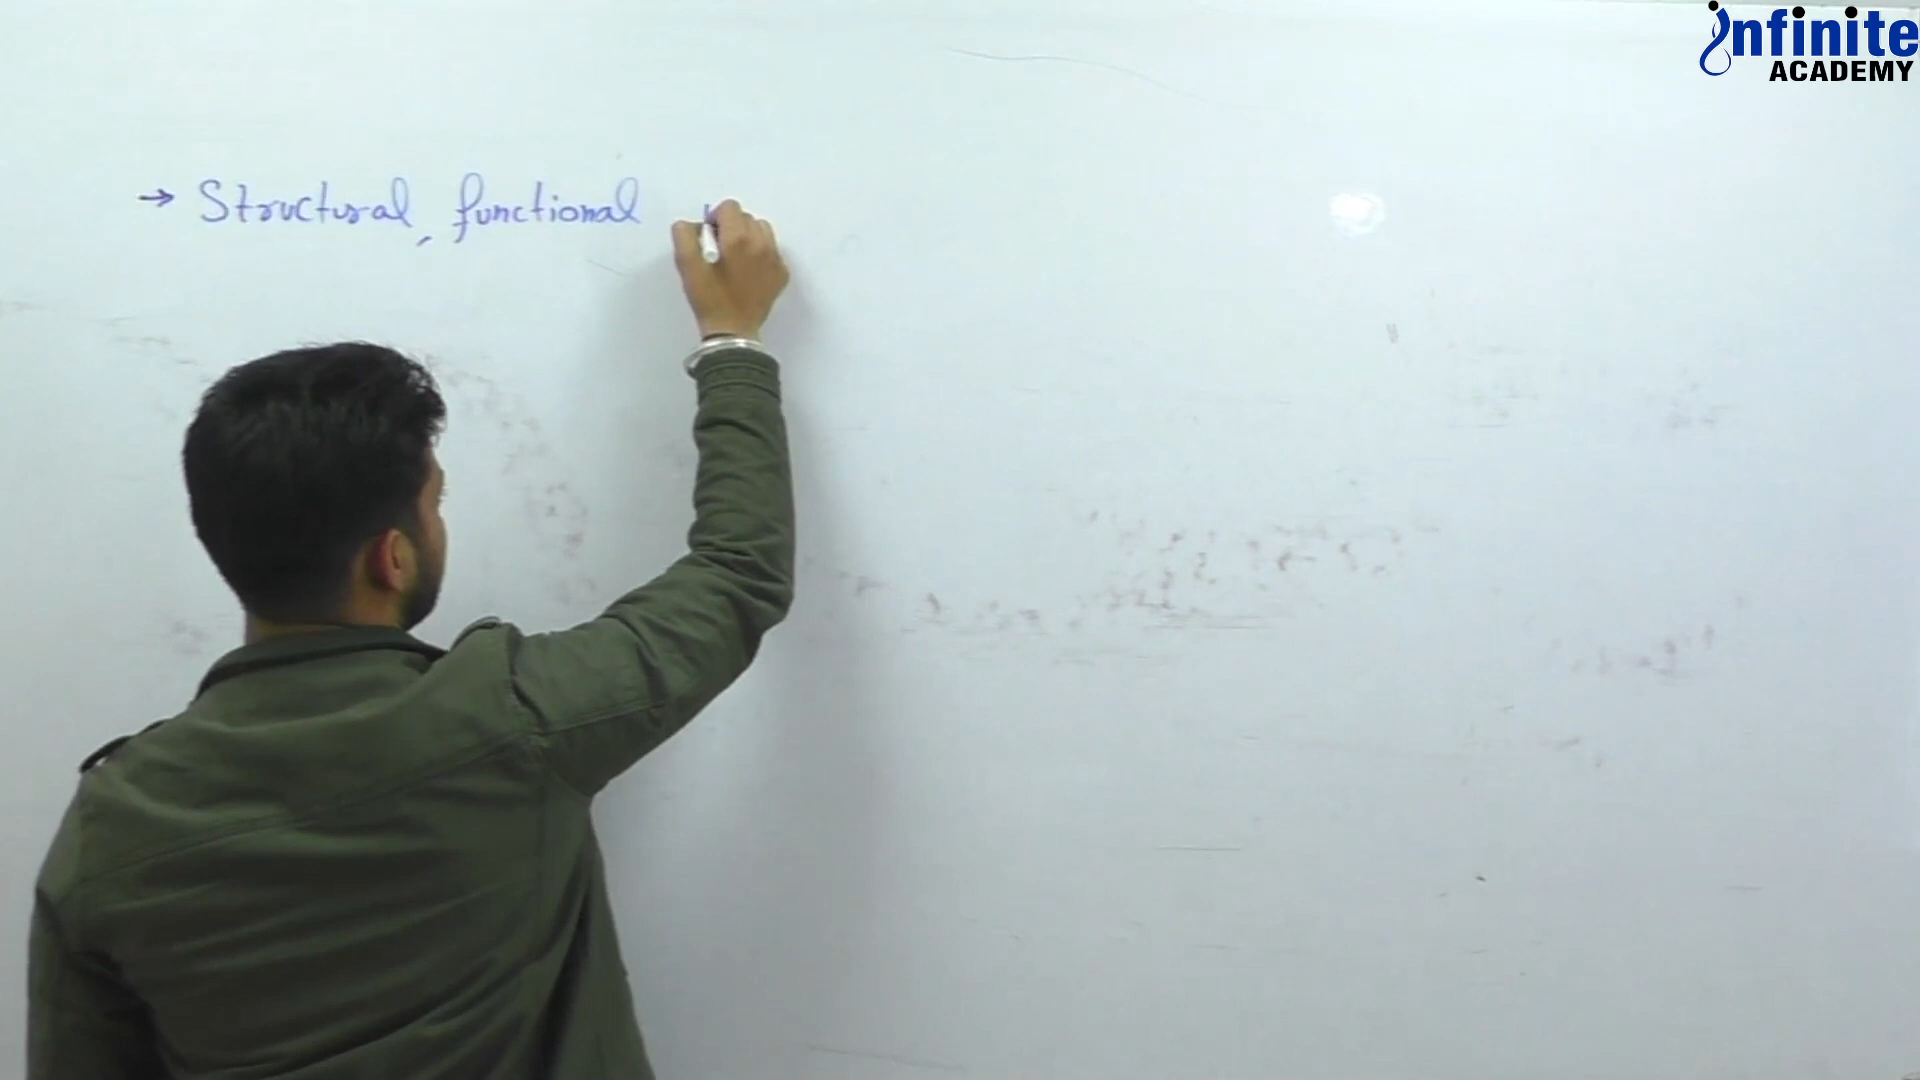 infinite
ACADEMY
→ Structural, functional